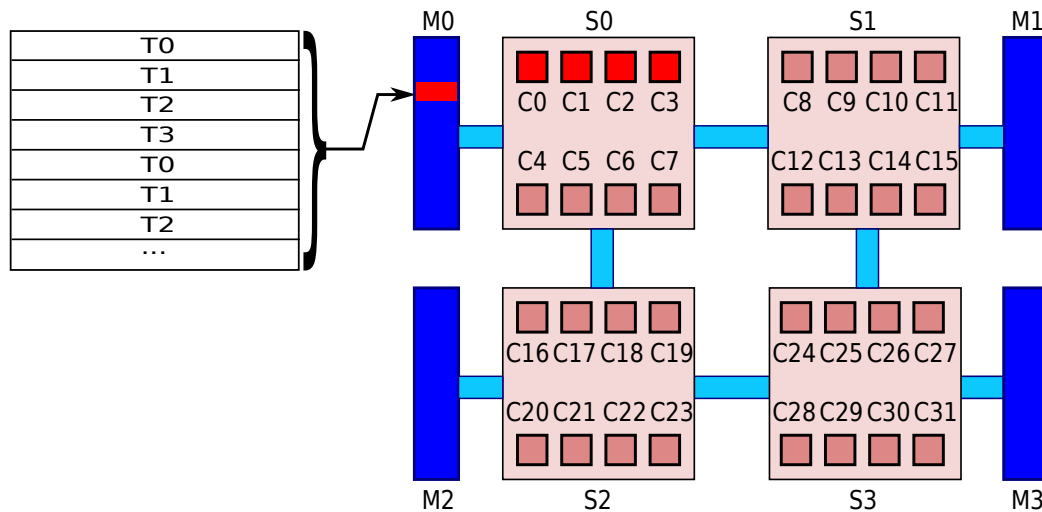 T0
T1
T2
T3
T0
T1
T2
...
M0 S0 S1 M1
C0 C1 C2 C3
C8 C9 C10 C11
C4 C5 C6 C7
C12 C13 C14 C15
C16 C17 C18 C19
C24 C25 C26 C27
C20 C21 C22 C23
C28 C29 C30 C31
M2 S2 S3 M3